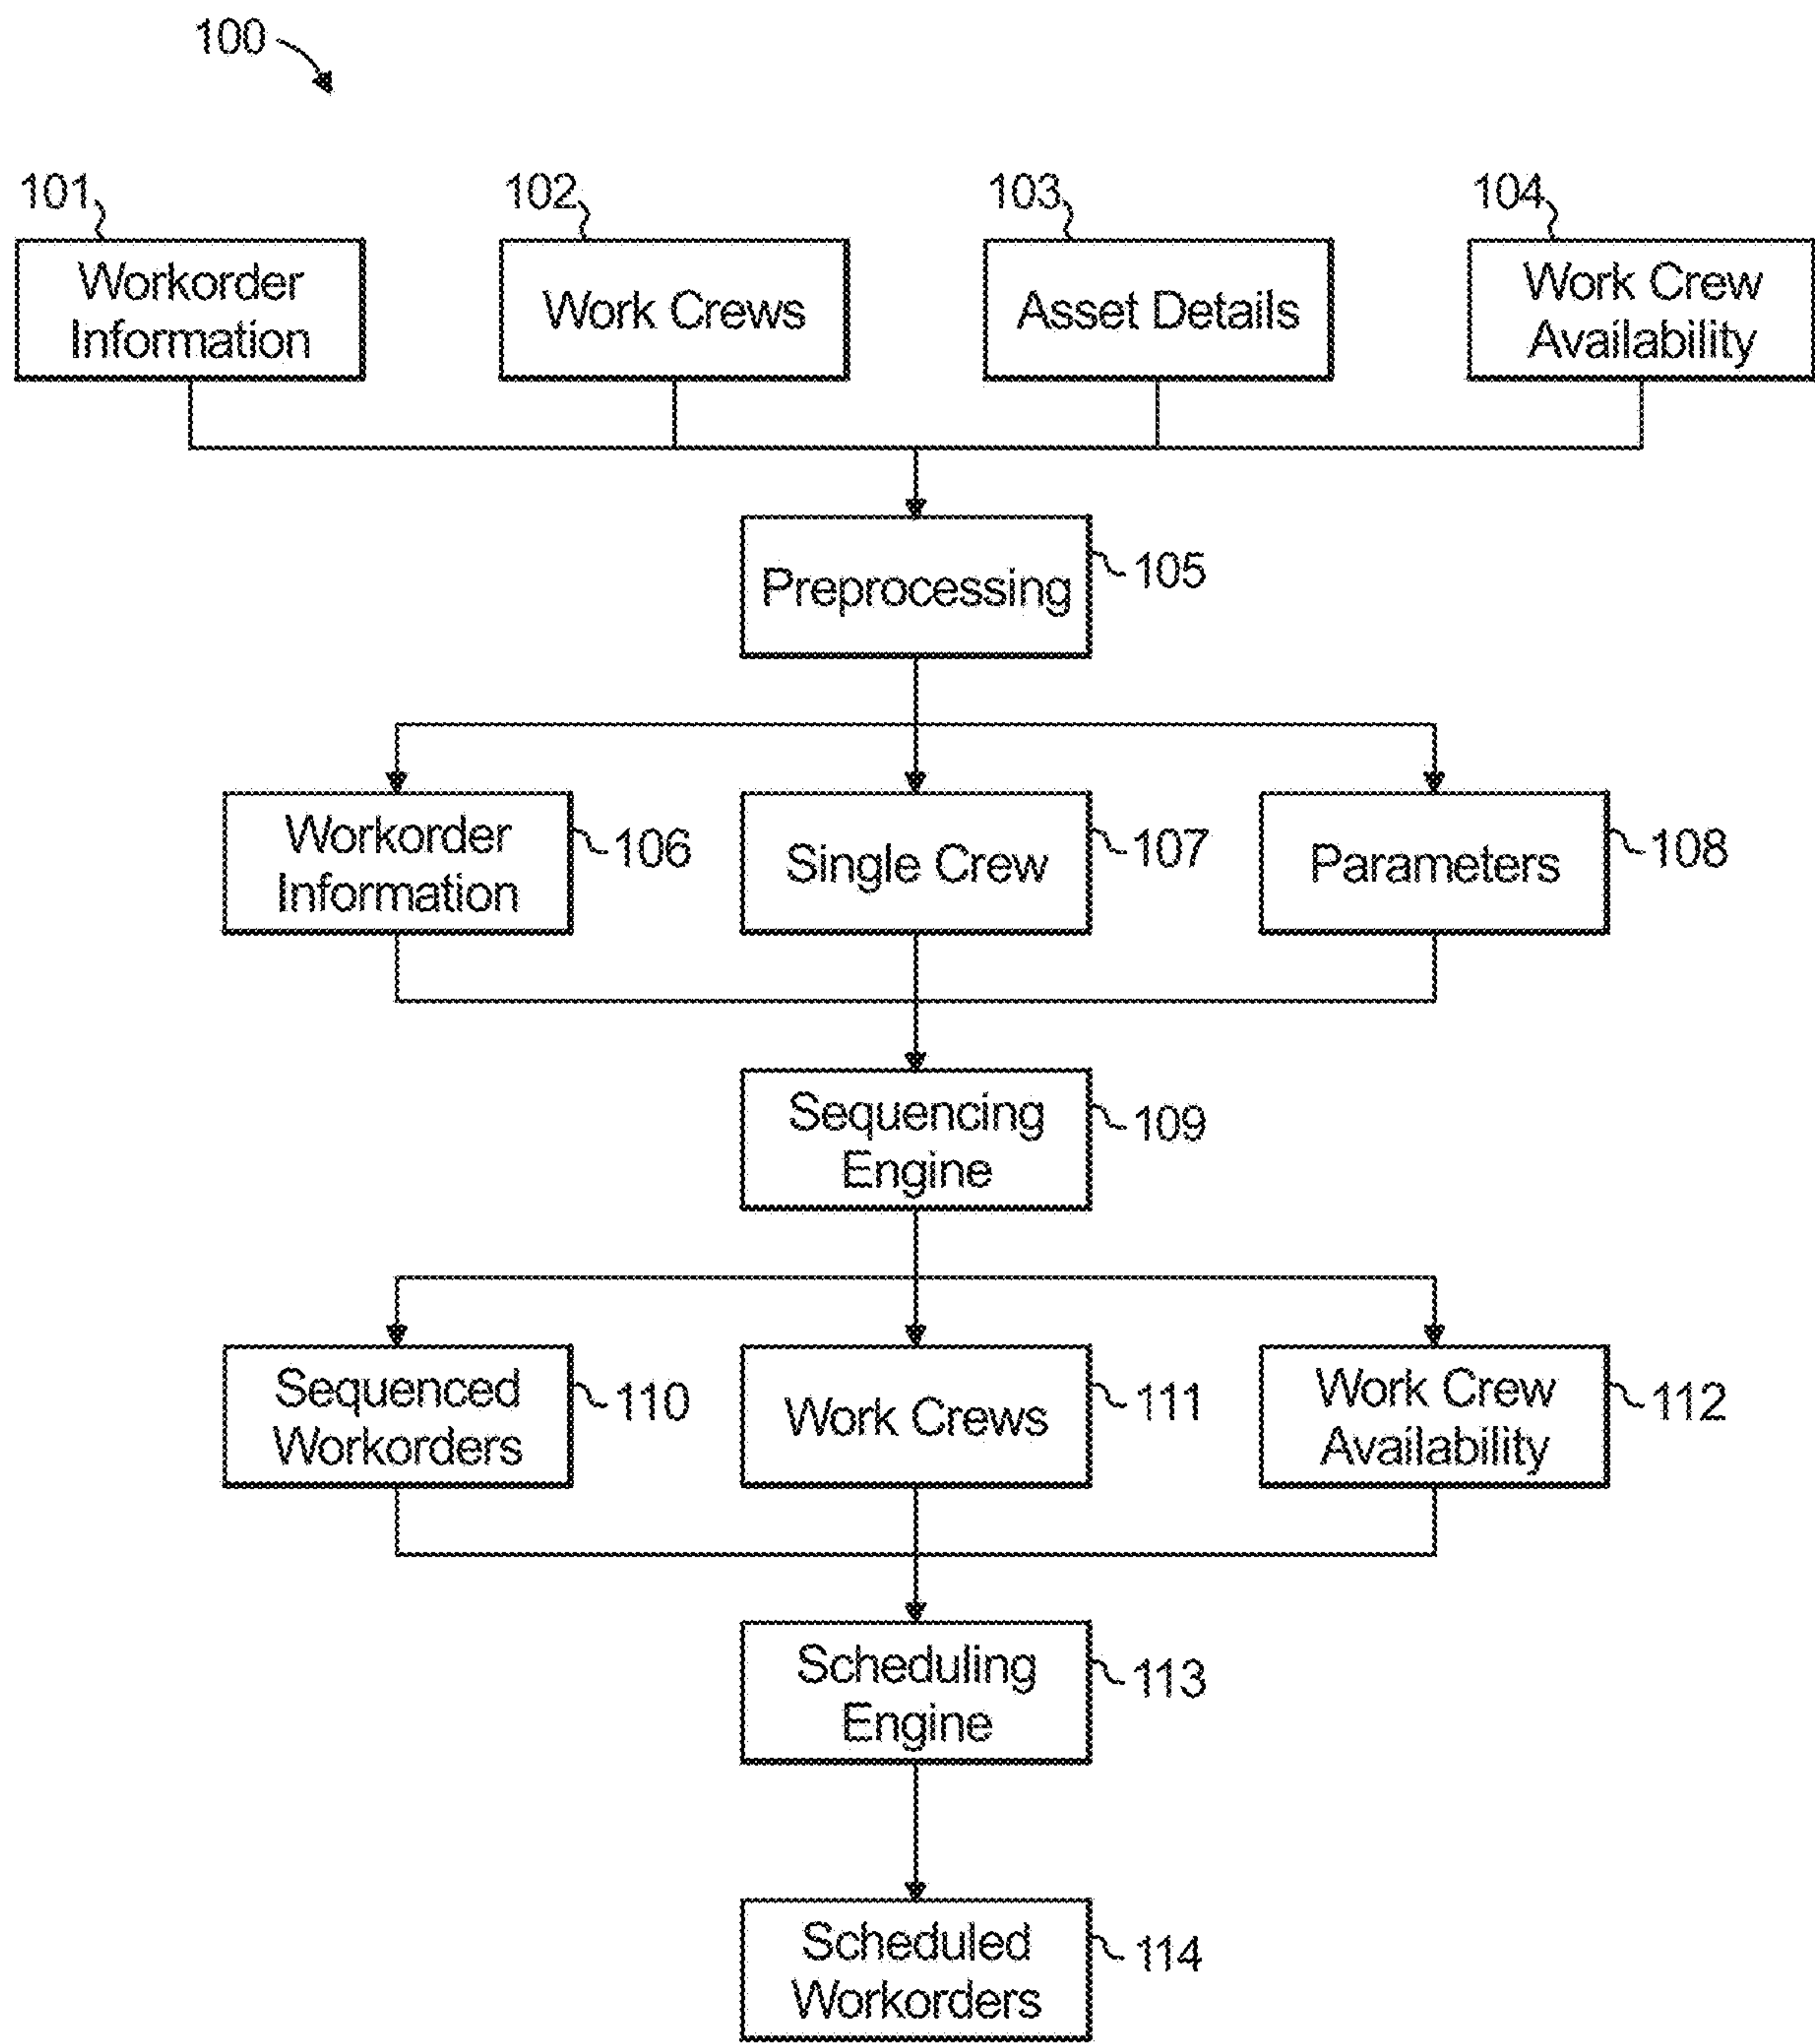 100
101
102
103
104
Workorder
Information
Work Crews
Asset Details
Work Crew
Availability
Preprocessing
105
Workorder
Information
106
Single Crew
107
Parameters
108
Sequencing
Engine
109
Sequenced
Workorders
110
Work Crews
111
Work Crew
Availability
112
Scheduling
Engine
113
Scheduled
Workorders
114